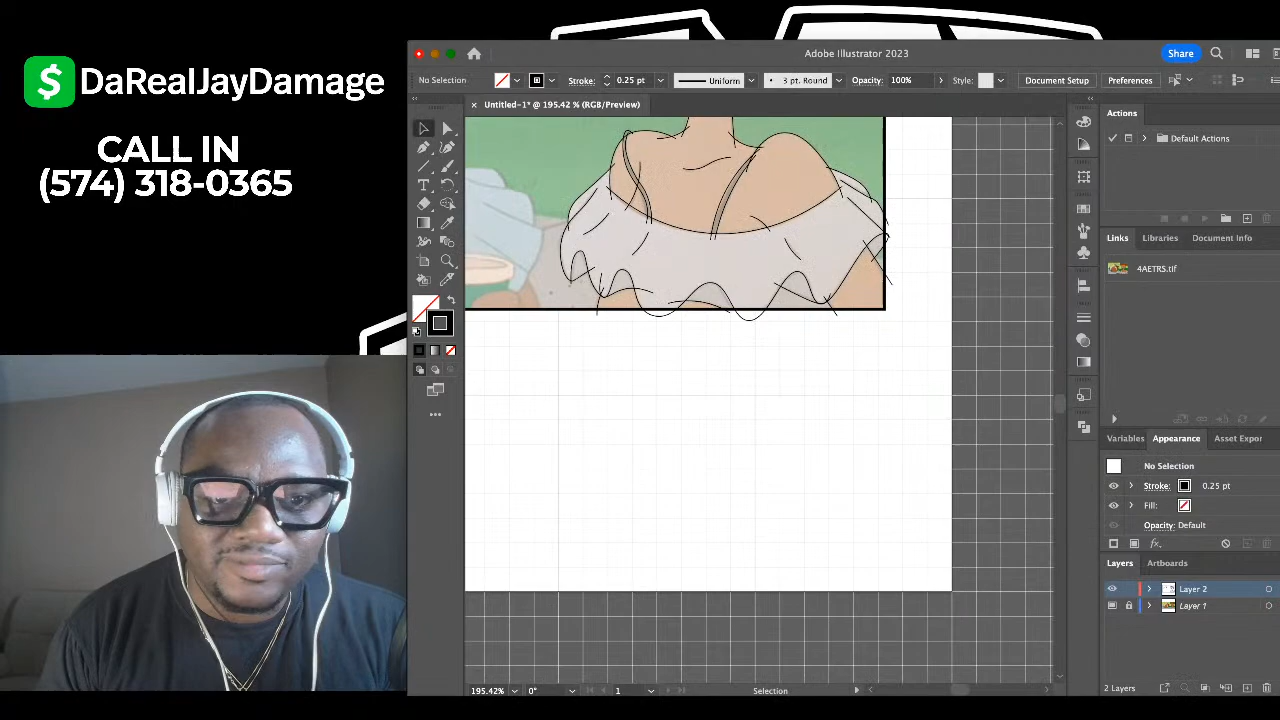 $ DaRealJayDamage
CALL IN
(574) 318-0365
Adobe Illustrator 2023
Share
No Selection
Stroke:
0.25 pt
Uniform
3 pt. Round
Opacity:
100%
Style:
Document Setup
Preferences
× Untitled-1* @ 195.42 % (RGB/Preview)
Actions
Default Actions
Links
Libraries
Document Info
4AETRS.tif
Variables
Appearance
Asset Expor
No Selection
Stroke:
0.25 pt
Fill:
Opacity: Default
fx
Layers
Artboards
Layer 2
Layer 1
2 Layers
195.42%
0°
1
Selection